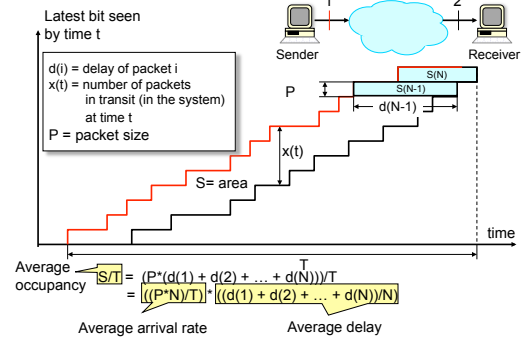 Latest bit seen
by time t
1
2
Sender
Receiver
d(i) = delay of packet i
x(t) = number of packets
in transit (in the system)
at time t
P = packet size
P
S(N)
S(N-1)
d(N-1)
x(t)
S= area
time
T
Average
occupancy
S/T = (P*(d(1) + d(2) + … + d(N)))/T
= ((P*N)/T) * ((d(1) + d(2) + … + d(N))/N)
Average arrival rate
Average delay